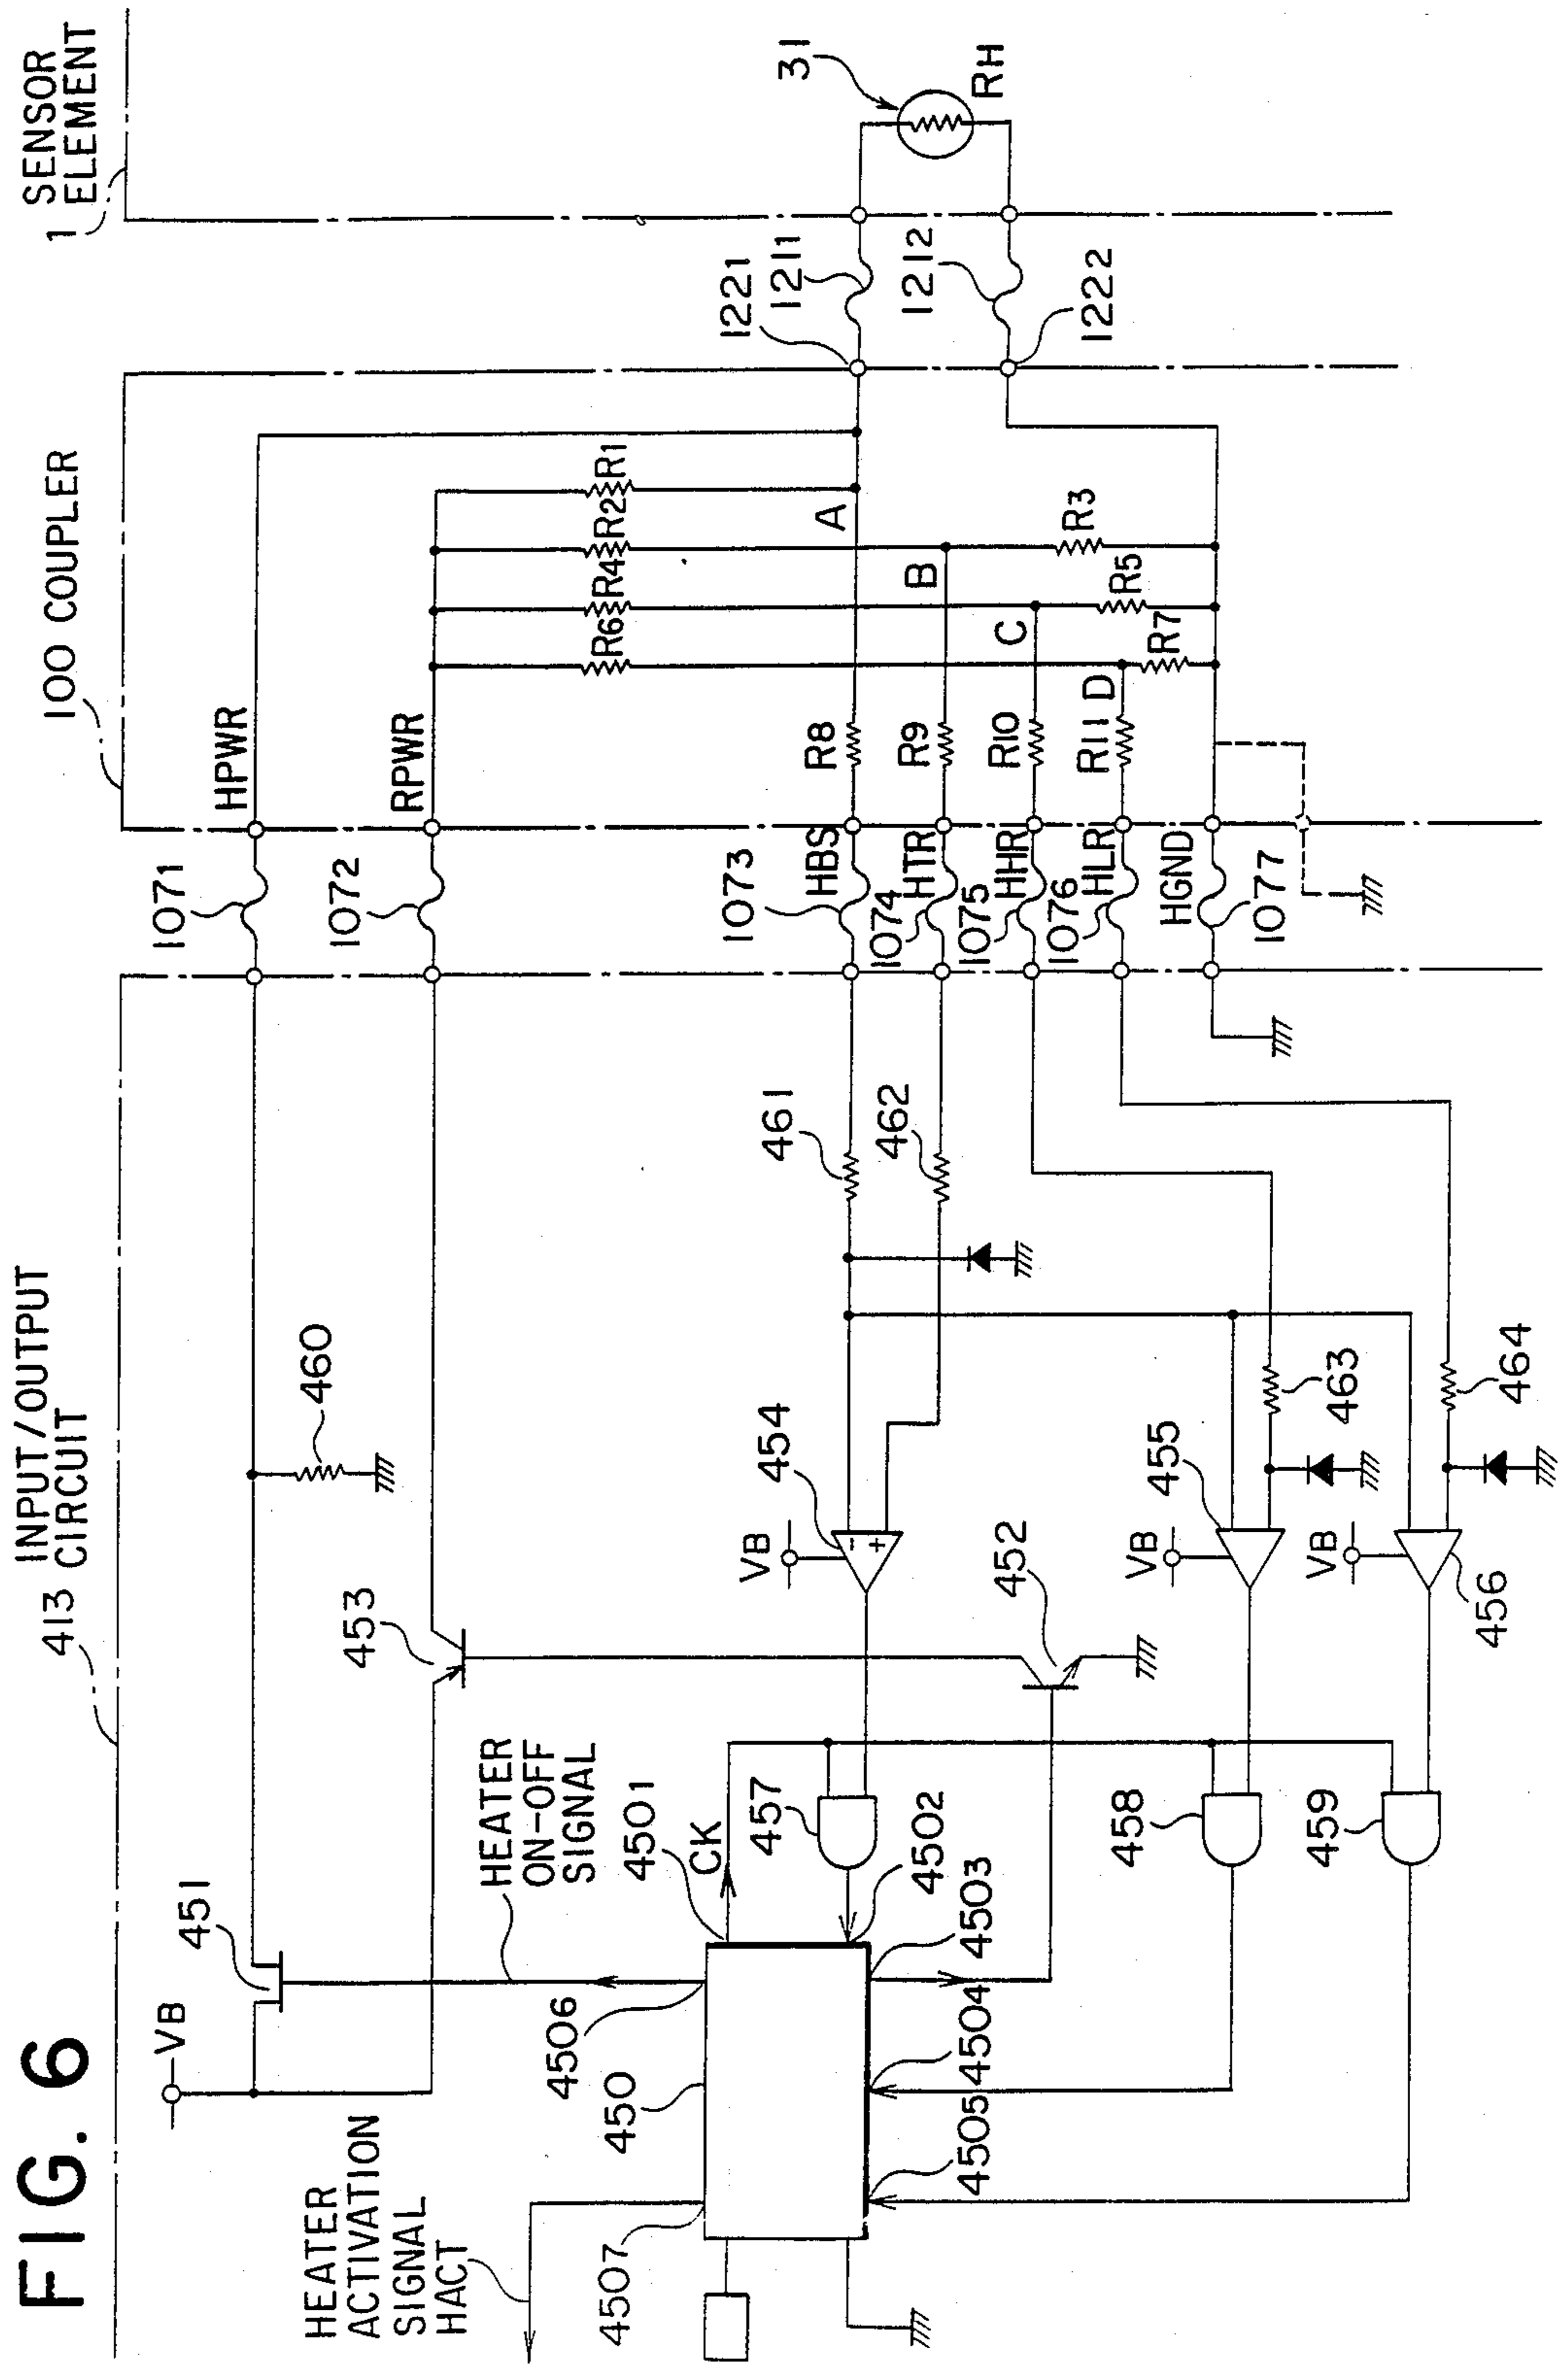 FIG. 6
413 INPUT/OUTPUT
CIRCUIT
100 COUPLER
1 SENSOR
ELEMENT
VB
451
460
1071
HPWR
453
1072
RPWR
HEATER
ON-OFF
SIGNAL
HEATER
ACTIVATION
SIGNAL
HACT
4507
450
4506
4501
CK
457
4502
4503
4504
4505
452
458
459
VB
454
VB
455
VB
456
461
462
463
464
1073
HBS
1074
HTR
1075
HHR
1076
HLR
HGND
1077
R8
R9
R10
R11
D
R6
R4
R2
R1
A
B
C
R7
R5
R3
1221
1211
1212
1222
31
RH